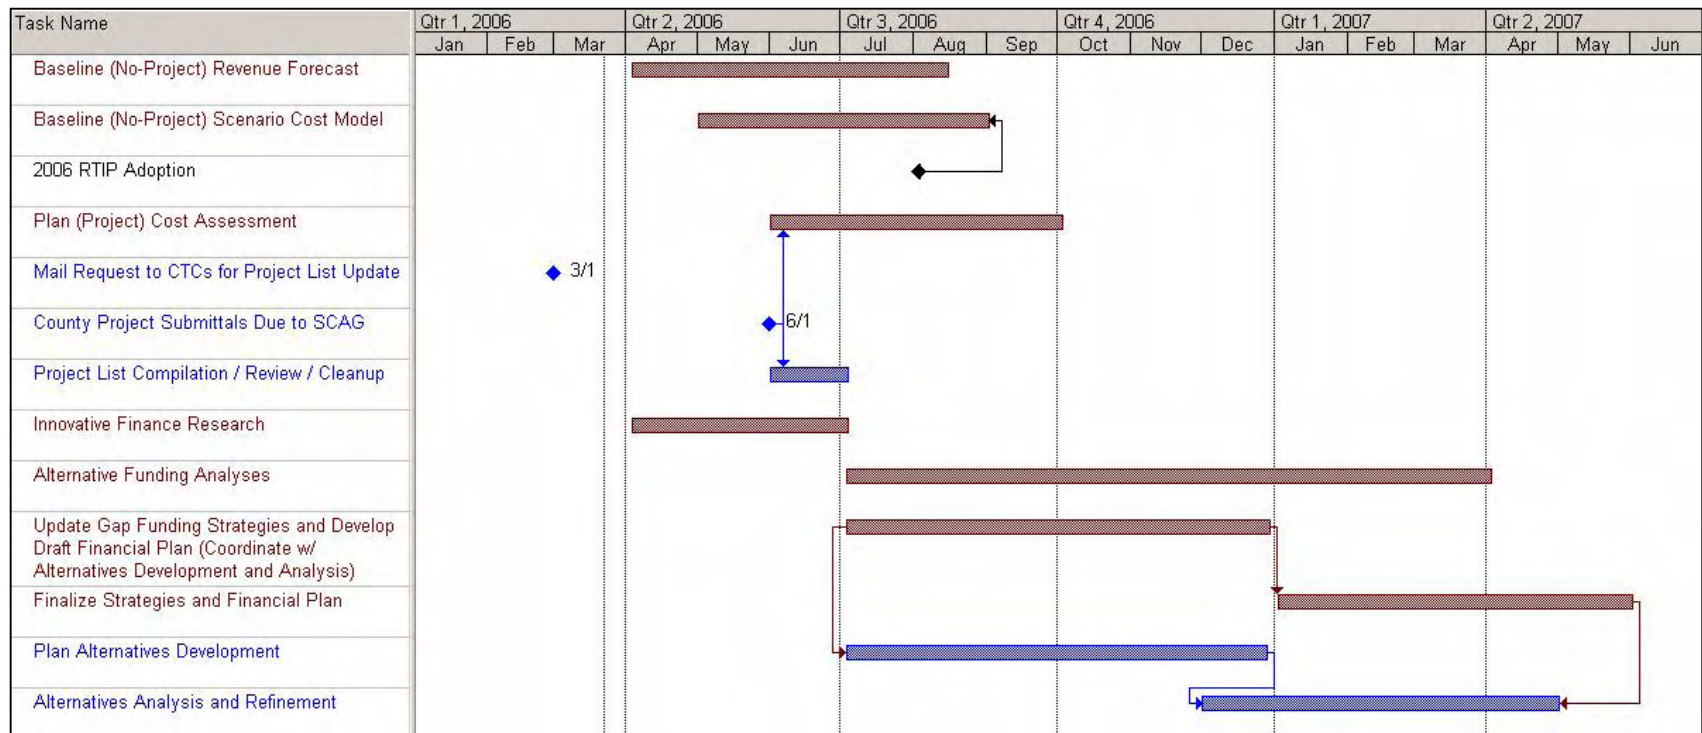 Task Name
Qtr 1, 2006 Qtr 2, 2006 Qtr 3, 2006 Qtr 4, 2006 Qtr 1, 2007 Qtr 2, 2007
Jan Feb Mar Apr May Jun Jul Aug Sep Oct Nov Dec Jan Feb Mar Apr May Jun
Baseline (No-Project) Revenue Forecast
Baseline (No-Project) Scenario Cost Model
2006 RTIP Adoption
Plan (Project) Cost Assessment
Mail Request to CTCs for Project List Update
3/1
County Project Submittals Due to SCAG
6/1
Project List Compilation / Review / Cleanup
Innovative Finance Research
Alternative Funding Analyses
Update Gap Funding Strategies and Develop
Draft Financial Plan (Coordinate w/
Alternatives Development and Analysis)
Finalize Strategies and Financial Plan
Plan Alternatives Development
Alternatives Analysis and Refinement